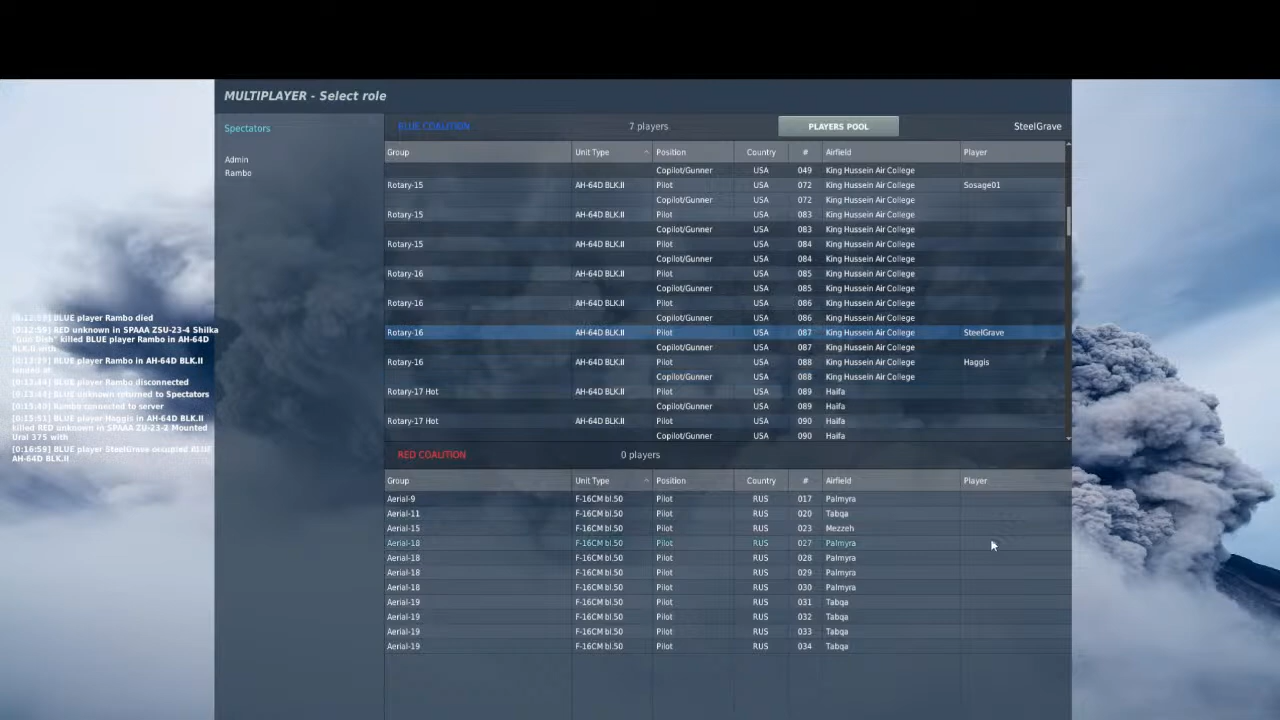 MULTIPLAYER - Select role
Spectators
Admin
Rambo
BLUE COALITION 7 players PLAYERS POOL SteelGrave
Group Unit Type Position Country # Airfield Player
Copilot/Gunner USA 049 King Hussein Air College
Rotary-15 AH-64D BLK.II Pilot USA 072 King Hussein Air College Sosage01
Copilot/Gunner USA 072 King Hussein Air College
Rotary-15 AH-64D BLK.II Pilot USA 083 King Hussein Air College
Copilot/Gunner USA 083 King Hussein Air College
Rotary-15 AH-64D BLK.II Pilot USA 084 King Hussein Air College
Copilot/Gunner USA 084 King Hussein Air College
Rotary-16 AH-64D BLK.II Pilot USA 085 King Hussein Air College
Copilot/Gunner USA 085 King Hussein Air College
Rotary-16 AH-64D BLK.II Pilot USA 086 King Hussein Air College
Copilot/Gunner USA 086 King Hussein Air College
Rotary-16 AH-64D BLK.II Pilot USA 087 King Hussein Air College SteelGrave
Copilot/Gunner USA 087 King Hussein Air College
Rotary-16 AH-64D BLK.II Pilot USA 088 King Hussein Air College Haggis
Copilot/Gunner USA 088 King Hussein Air College
Rotary-17 Hot AH-64D BLK.II Pilot USA 089 Haifa
Copilot/Gunner USA 089 Haifa
Rotary-17 Hot AH-64D BLK.II Pilot USA 090 Haifa
Copilot/Gunner USA 090 Haifa
RED COALITION 0 players
Group Unit Type Position Country # Airfield Player
Aerial-9 F-16CM bl.50 Pilot RUS 017 Palmyra
Aerial-11 F-16CM bl.50 Pilot RUS 020 Tabqa
Aerial-15 F-16CM bl.50 Pilot RUS 023 Mezzeh
Aerial-18 F-16CM bl.50 Pilot RUS 027 Palmyra
Aerial-18 F-16CM bl.50 Pilot RUS 028 Palmyra
Aerial-18 F-16CM bl.50 Pilot RUS 029 Palmyra
Aerial-18 F-16CM bl.50 Pilot RUS 030 Palmyra
Aerial-19 F-16CM bl.50 Pilot RUS 031 Tabqa
Aerial-19 F-16CM bl.50 Pilot RUS 032 Tabqa
Aerial-19 F-16CM bl.50 Pilot RUS 033 Tabqa
Aerial-19 F-16CM bl.50 Pilot RUS 034 Tabqa
BLUE player Rambo died
[0:12:59] RED unknown in SPAAA ZSU-23-4 Shilka
"Gun Dish" killed BLUE player Rambo in AH-64D
BLK.II with
BLUE player Rambo in AH-64D BLK.II
landed at
BLUE player Rambo disconnected
BLUE unknown returned to Spectators
Rambo connected to server
[0:15:51] BLUE player Haggis in AH-64D BLK.II
killed RED unknown in SPAAA ZU-23-2 Mounted
Ural 375 with
[0:16:59] BLUE player SteelGrave occupied BLUE
AH-64D BLK.II